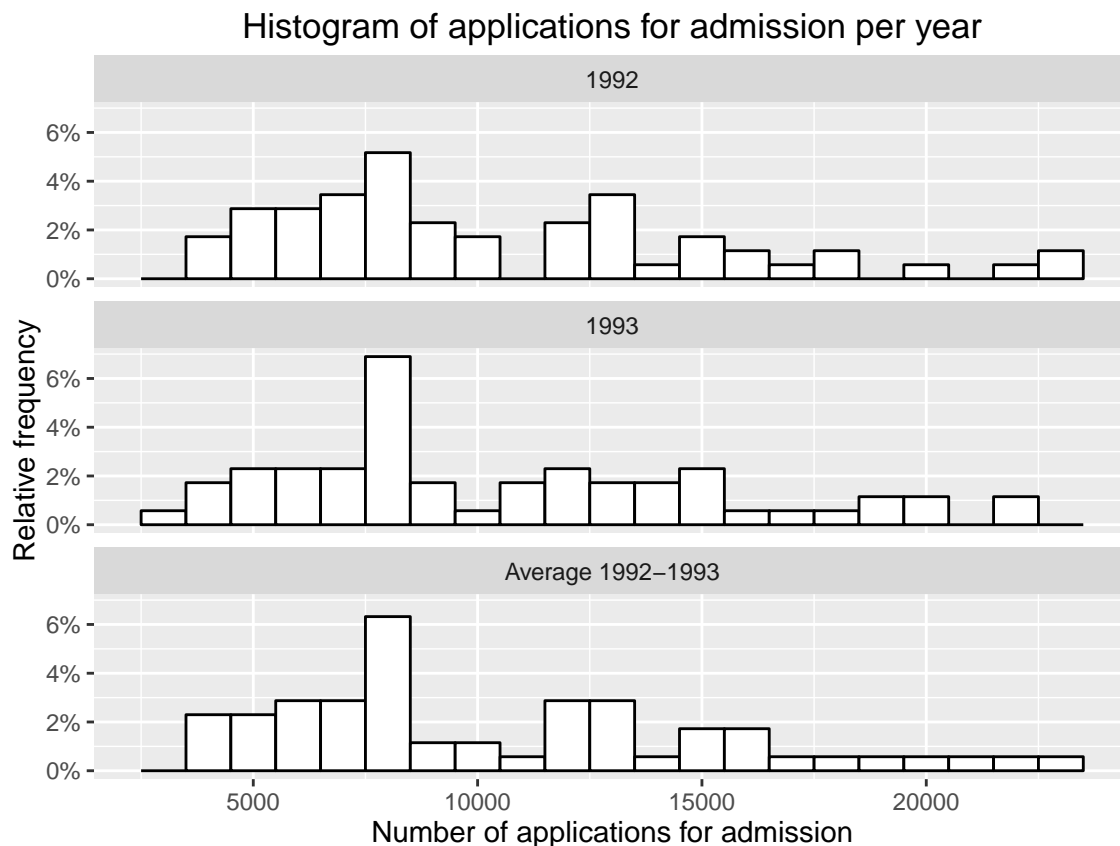 Histogram of applications for admission per year
1992
6%
4%
2%
0%
1993
6%
4%
2%
0%
Average 1992−1993
6%
4%
2%
0%
5000 10000 15000 20000
Number of applications for admission
Relative frequency